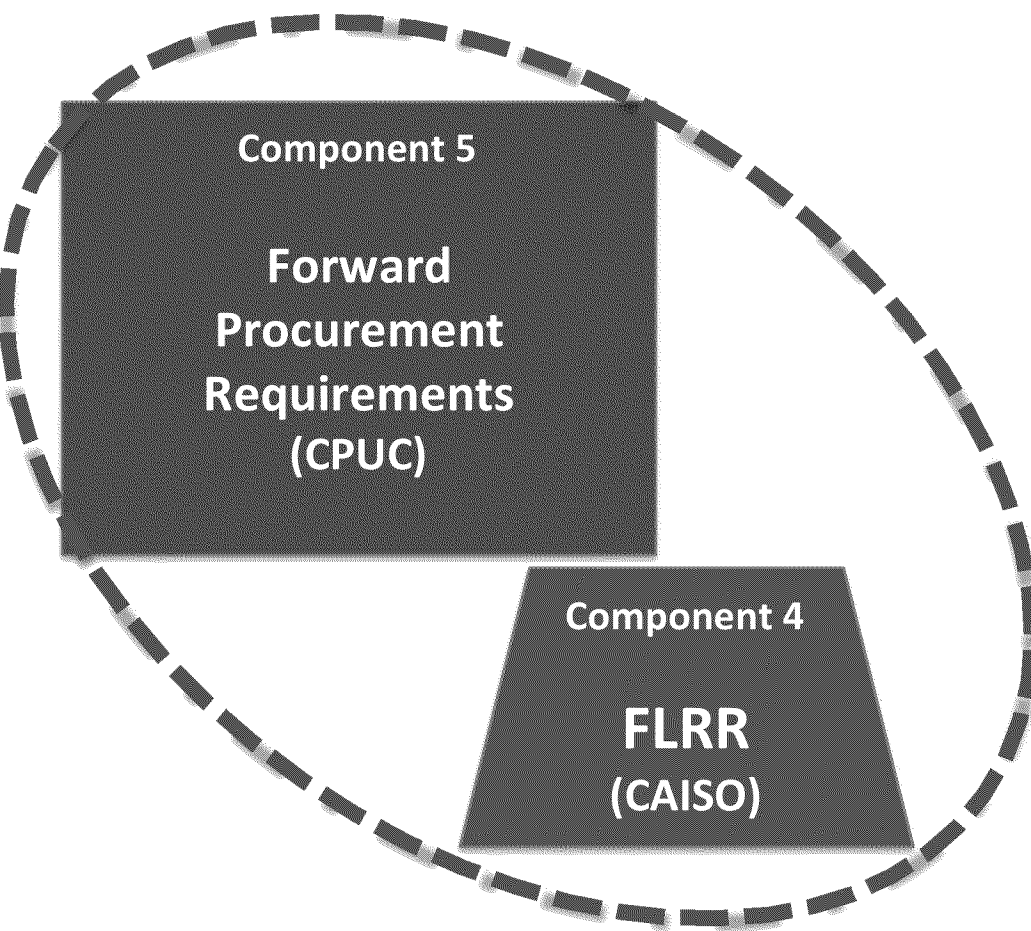 Component 5
Forward
Procurement
Requirements
(CPUC)
Component 4
FLRR
(CAISO)